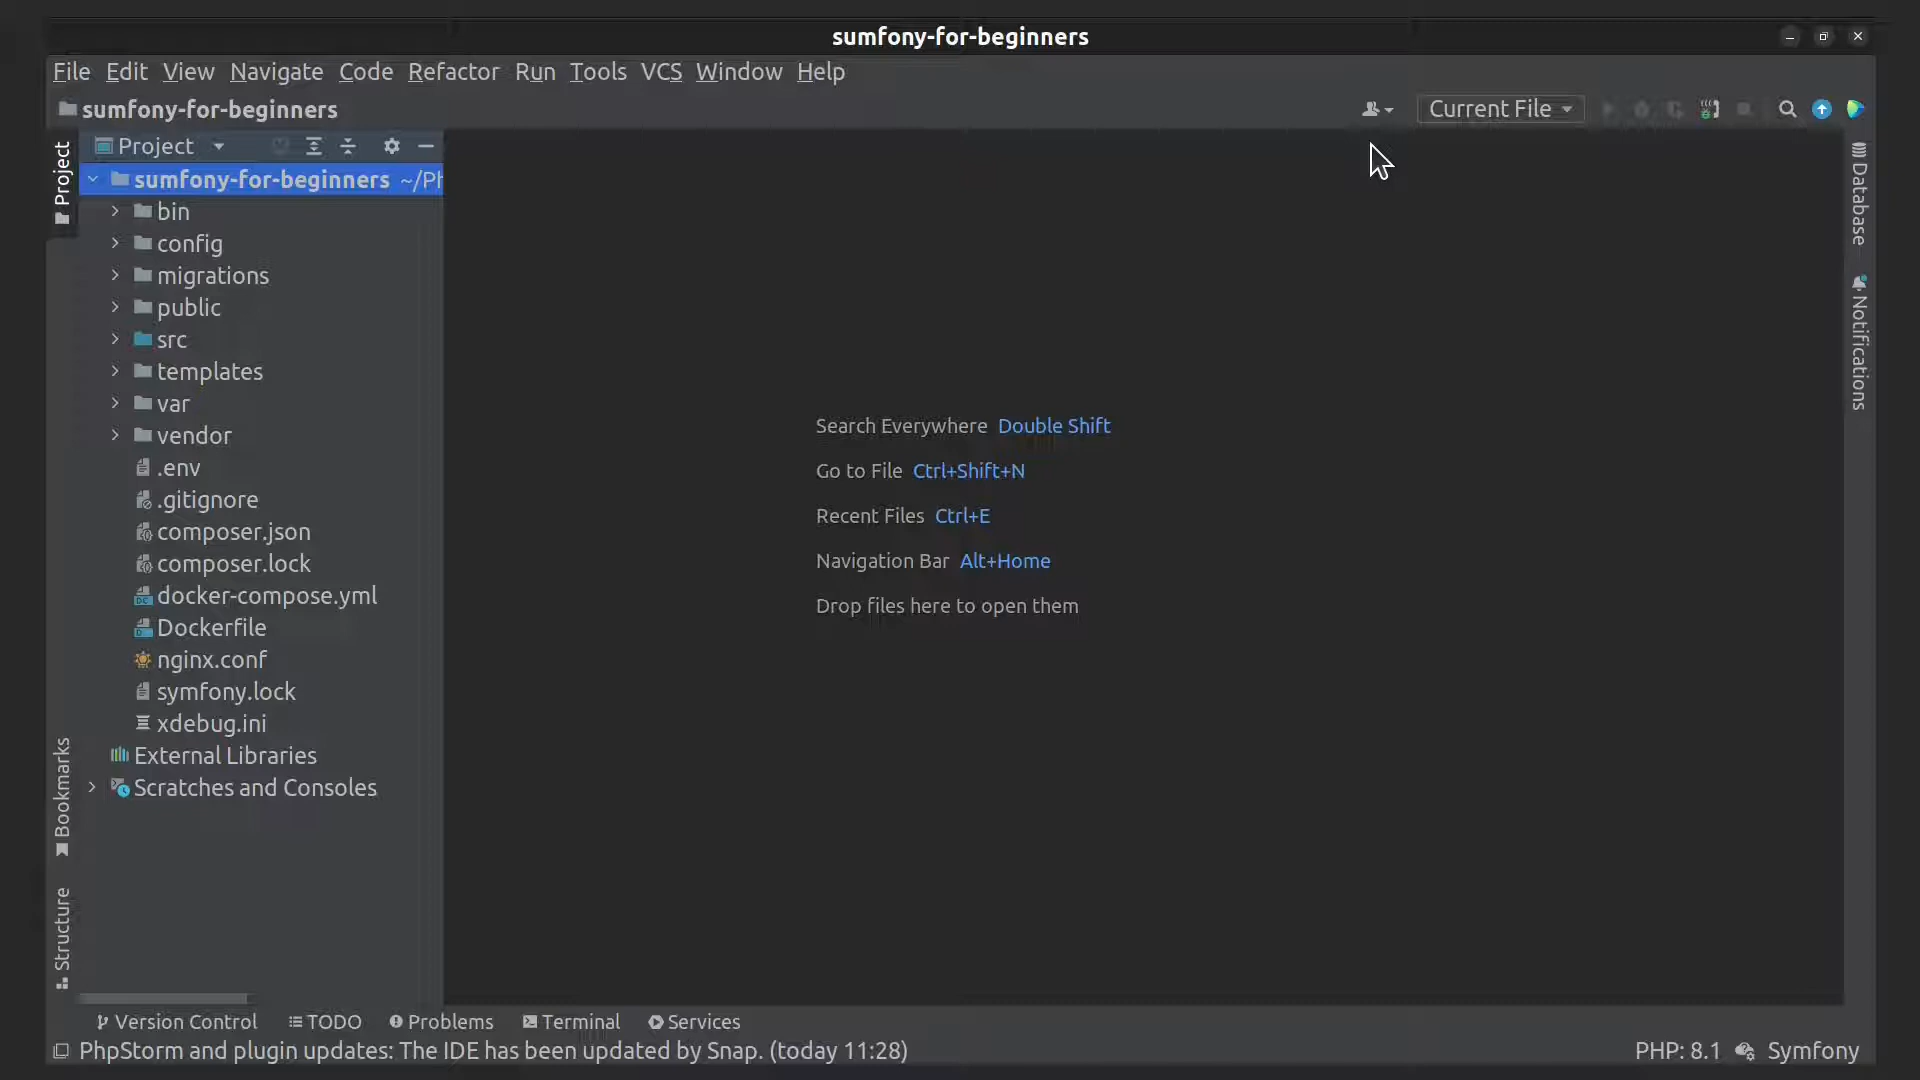 sumfony-for-beginners
File Edit View Navigate Code Refactor Run Tools VCS Window Help
sumfony-for-beginners
Current File
Project
Project
sumfony-for-beginners ~/Ph
bin
config
migrations
public
src
templates
var
vendor
.env
.gitignore
composer.json
composer.lock
docker-compose.yml
Dockerfile
nginx.conf
symfony.lock
xdebug.ini
External Libraries
Scratches and Consoles
Bookmarks
Structure
Search Everywhere Double Shift
Go to File Ctrl+Shift+N
Recent Files Ctrl+E
Navigation Bar Alt+Home
Drop files here to open them
Database
Notifications
Version Control TODO Problems Terminal Services
PhpStorm and plugin updates: The IDE has been updated by Snap. (today 11:28)
PHP: 8.1 Symfony